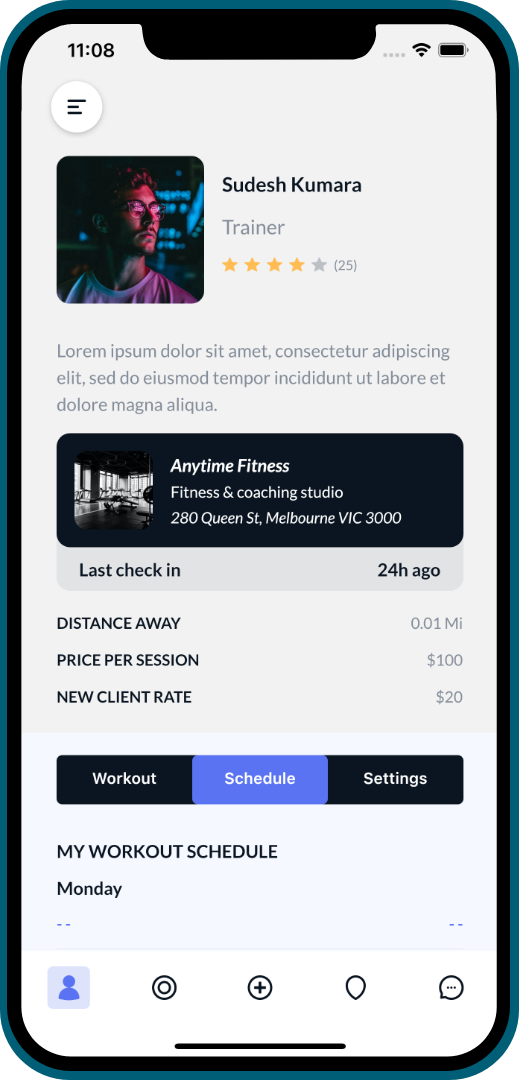 11:08
Sudesh Kumara
Trainer
(25)
Lorem ipsum dolor sit amet, consectetur adipiscing
elit, sed do eiusmod tempor incididunt ut labore et
dolore magna aliqua.
Anytime Fitness
Fitness & coaching studio
280 Queen St, Melbourne VIC 3000
Last check in 24h ago
DISTANCE AWAY 0.01 Mi
PRICE PER SESSION $100
NEW CLIENT RATE $20
Workout Schedule Settings
MY WORKOUT SCHEDULE
Monday
- - - -